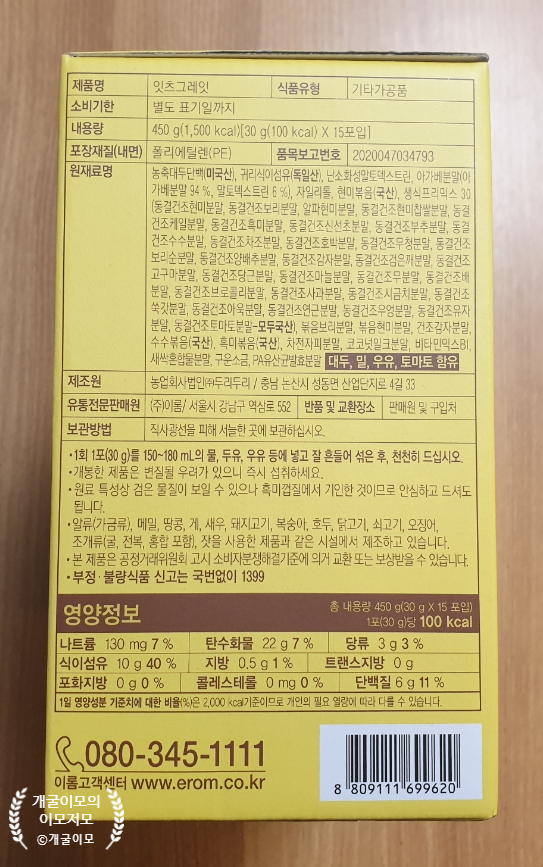 제품명 잇츠그레잇 식품유형 기타가공품
소비기한 별도 표기일까지
내용량 450 g(1,500 kcal)[30 g(100 kcal) X 15포입]
포장재질(내면) 폴리에틸렌(PE) 품목보고번호 2020047034793
원재료명 농축대두단백(미국산), 귀리식이섬유(독일산), 난소화성말토덱스트린, 아가베분말(아
가베분말 94 %, 말토덱스트린 6 %), 자일리톨, 현미볶음(국산), 생식프리믹스 30
(동결건조현미분말, 동결건조보리분말, 알파현미분말, 동결건조현미찹쌀분말, 동결
건조케일분말, 동결건조흑미분말, 동결건조신선초분말, 동결건조부추분말, 동결
건조수수분말, 동결건조차조분말, 동결건조호박분말, 동결건조무청분말, 동결건조
보리순분말, 동결건조양배추분말, 동결건조감자분말, 동결건조검은깨분말, 동결건조
고구마분말, 동결건조당근분말, 동결건조마늘분말, 동결건조무분말, 동결건조배
분말, 동결건조브로콜리분말, 동결건조사과분말, 동결건조시금치분말, 동결건조
쑥갓분말, 동결건조아욱분말, 동결건조연근분말, 동결건조우엉분말, 동결건조유자
분말, 동결건조토마토분말-모두국산), 볶음보리분말, 볶음현미분말, 건조감자분말,
수수볶음(국산), 흑미볶음(국산), 차전자피분말, 코코넛밀크분말, 비타민믹스BI,
새싹혼합물분말, 구운소금, PA유산균발효분말 대두, 밀, 우유, 토마토 함유
제조원 농업회사법인㈜두리두리 / 충남 논산시 성동면 산업단지로 4길 33
유통전문판매원 (주)이롬/ 서울시 강남구 역삼로 552 반품 및 교환장소 판매원 및 구입처
보관방법 직사광선을 피해 서늘한 곳에 보관하십시오.
• 1회 1포(30 g)를 150~180 mL의 물, 두유, 우유 등에 넣고 잘 흔들어 섞은 후, 천천히 드십시오.
• 개봉한 제품은 변질될 우려가 있으니 즉시 섭취하세요.
• 원료 특성상 검은 물질이 보일 수 있으나 흑미껍질에서 기인한 것이므로 안심하고 드셔도
됩니다.
• 알류(가금류), 메밀, 땅콩, 게, 새우, 돼지고기, 복숭아, 호두, 닭고기, 쇠고기, 오징어,
조개류(굴, 전복, 홍합 포함), 잣을 사용한 제품과 같은 시설에서 제조하고 있습니다.
• 본 제품은 공정거래위원회 고시 소비자분쟁해결기준에 의거 교환 또는 보상받을 수 있습니다.
• 부정·불량식품 신고는 국번없이 1399
영양정보 총 내용량 450 g(30 g X 15 포입)
1포(30 g)당 100 kcal
나트륨 130 mg 7 % 탄수화물 22 g 7 % 당류 3 g 3 %
식이섬유 10 g 40 % 지방 0.5 g 1 % 트랜스지방 0 g
포화지방 0 g 0 % 콜레스테롤 0 mg 0 % 단백질 6 g 11 %
1일 영양성분 기준치에 대한 비율(%)은 2,000 kcal기준이므로 개인의 필요 열량에 따라 다를 수 있습니다.
080-345-1111
이롬고객센터 www.erom.co.kr
8 809111 699620
개굴이모의
이모저모
©개굴이모